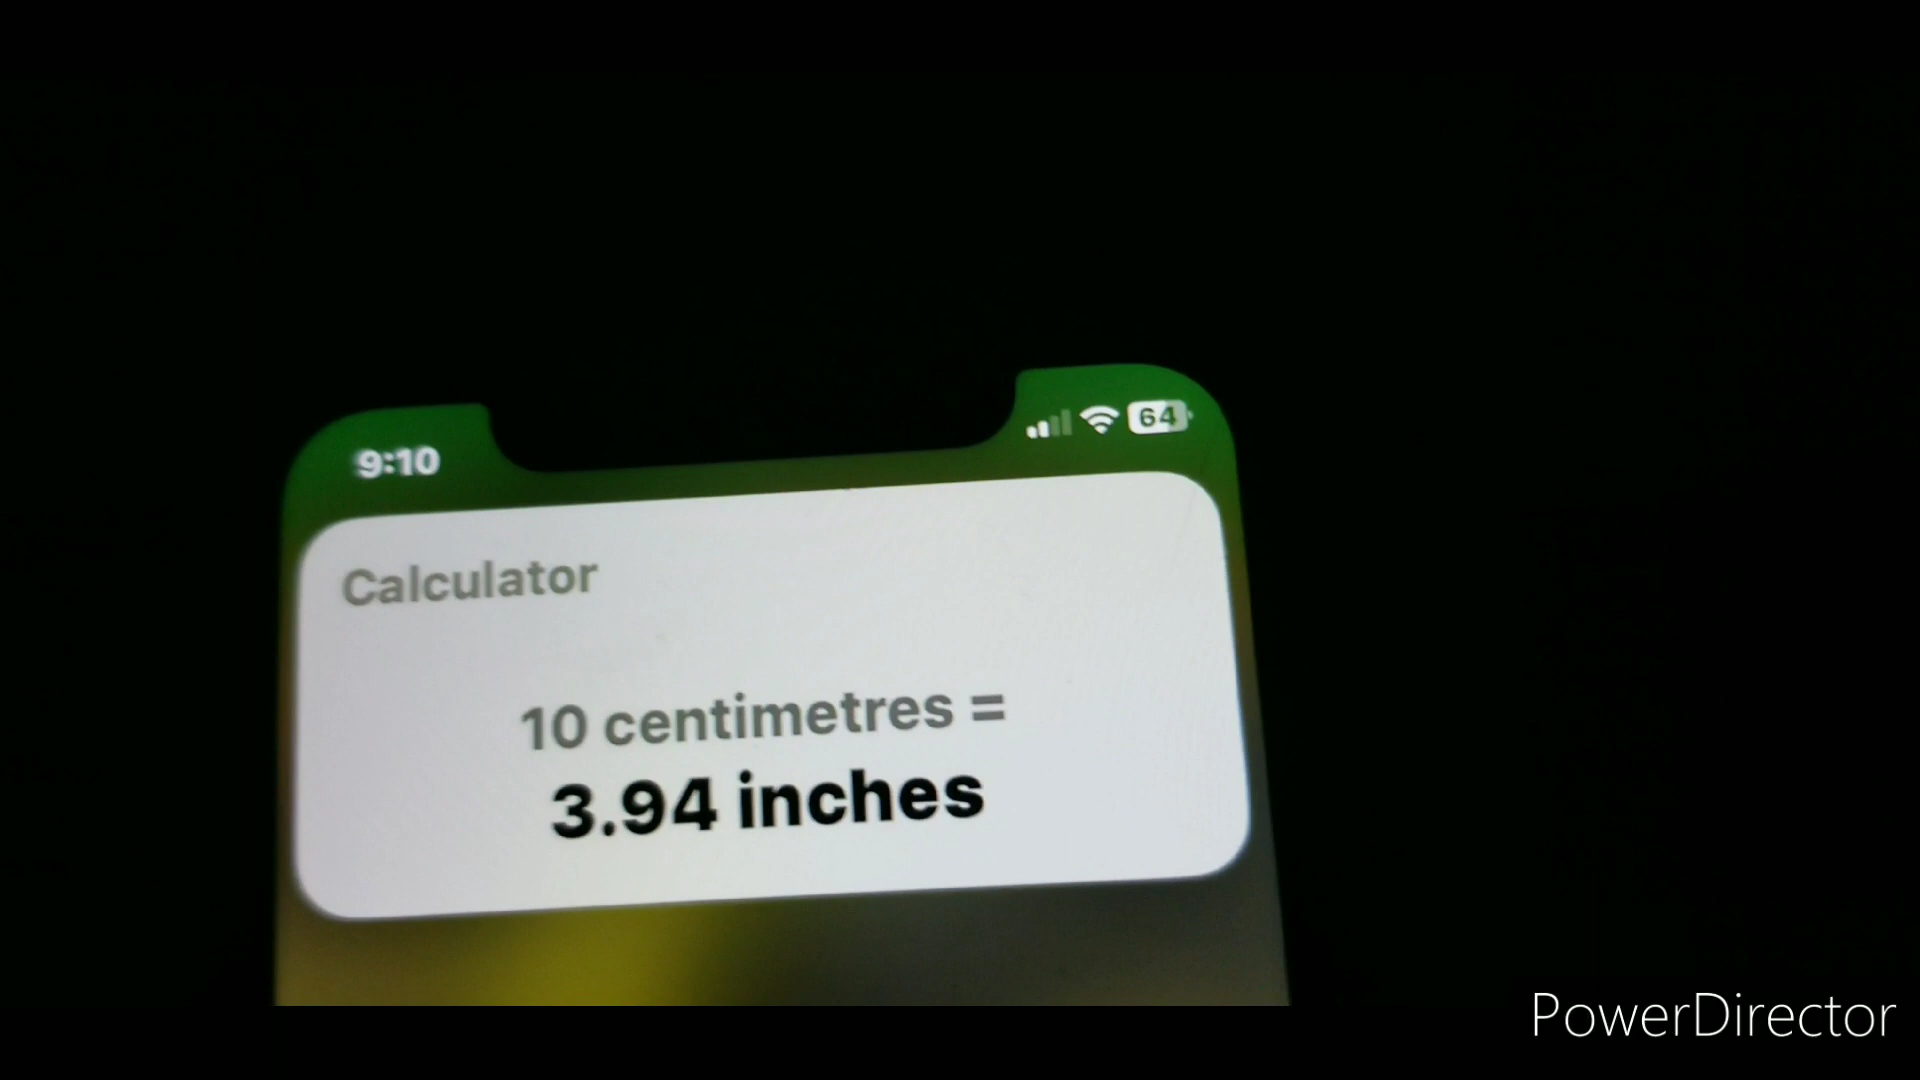 9:10
64
Calculator
10 centimetres =
3.94 inches
PowerDirector